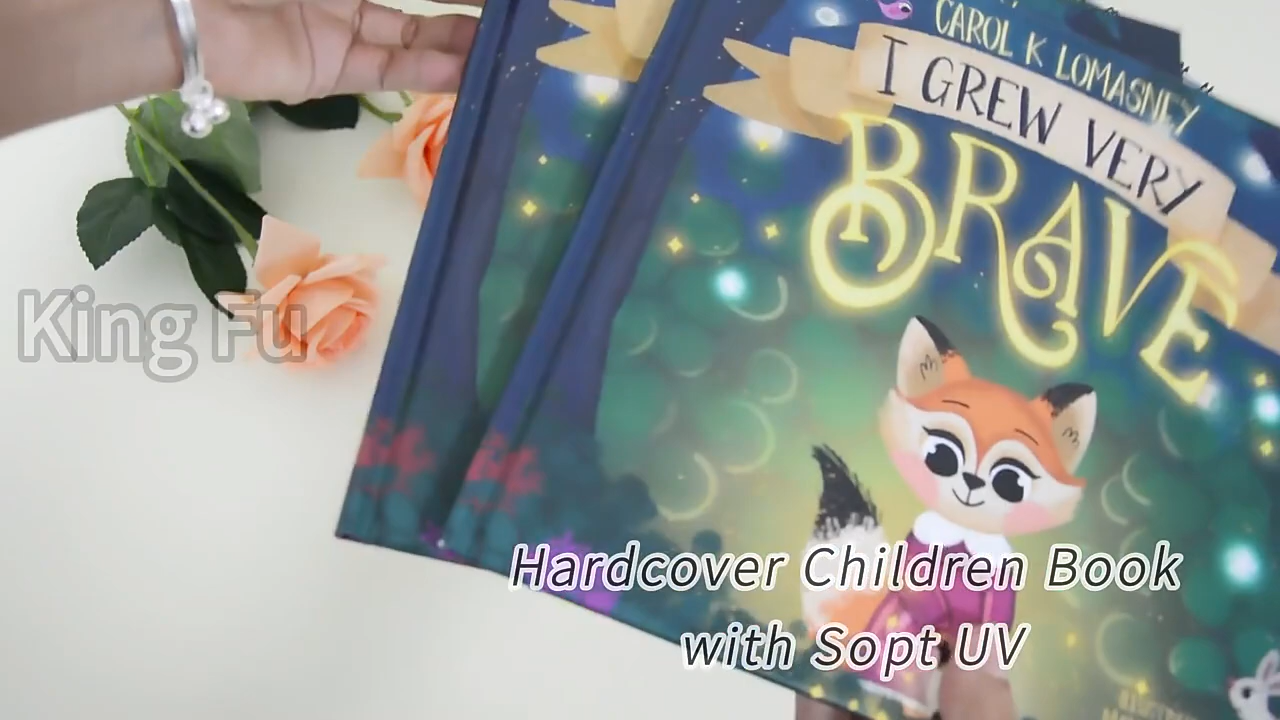 CAROL K LOMASNEY
I GREW VERY
BRAVE
King Fu
Hardcover Children Book
with Sopt UV